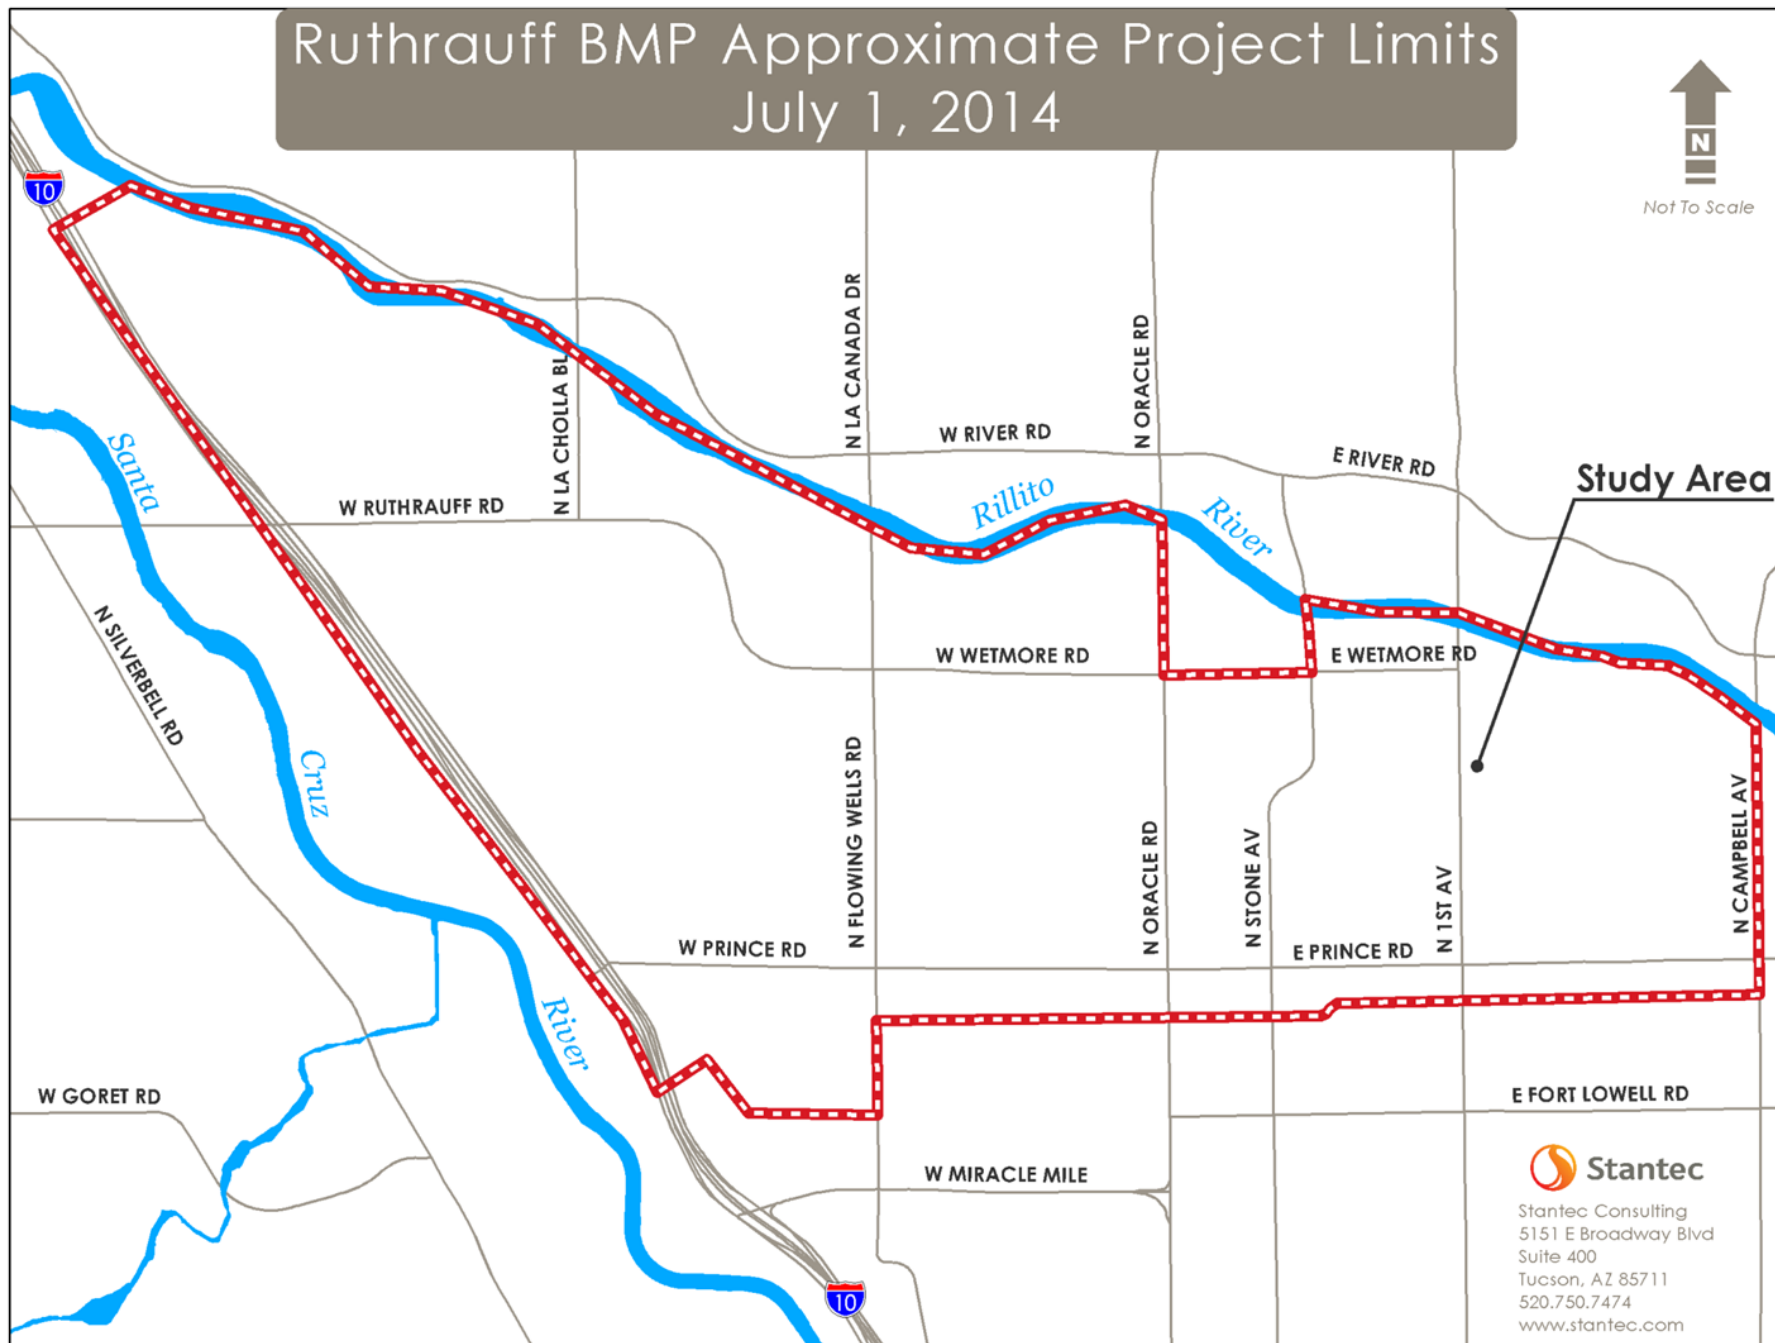 Ruthrauff BMP Approximate Project Limits
July 1, 2014
N
Not To Scale
10
N LA CHOLLA BL
N LA CANADA DR
N ORACLE RD
W RIVER RD
E RIVER RD
Study Area
Santa
W RUTHRAUFF RD
Rillito
River
N SILVERBELL RD
W WETMORE RD
E WETMORE RD
Cruz
N FLOWING WELLS RD
N ORACLE RD
N STONE AV
N 1ST AV
N CAMPBELL AV
W PRINCE RD
E PRINCE RD
River
W GORET RD
E FORT LOWELL RD
W MIRACLE MILE
10
Stantec
Stantec Consulting
5151 E Broadway Blvd
Suite 400
Tucson, AZ 85711
520.750.7474
www.stantec.com